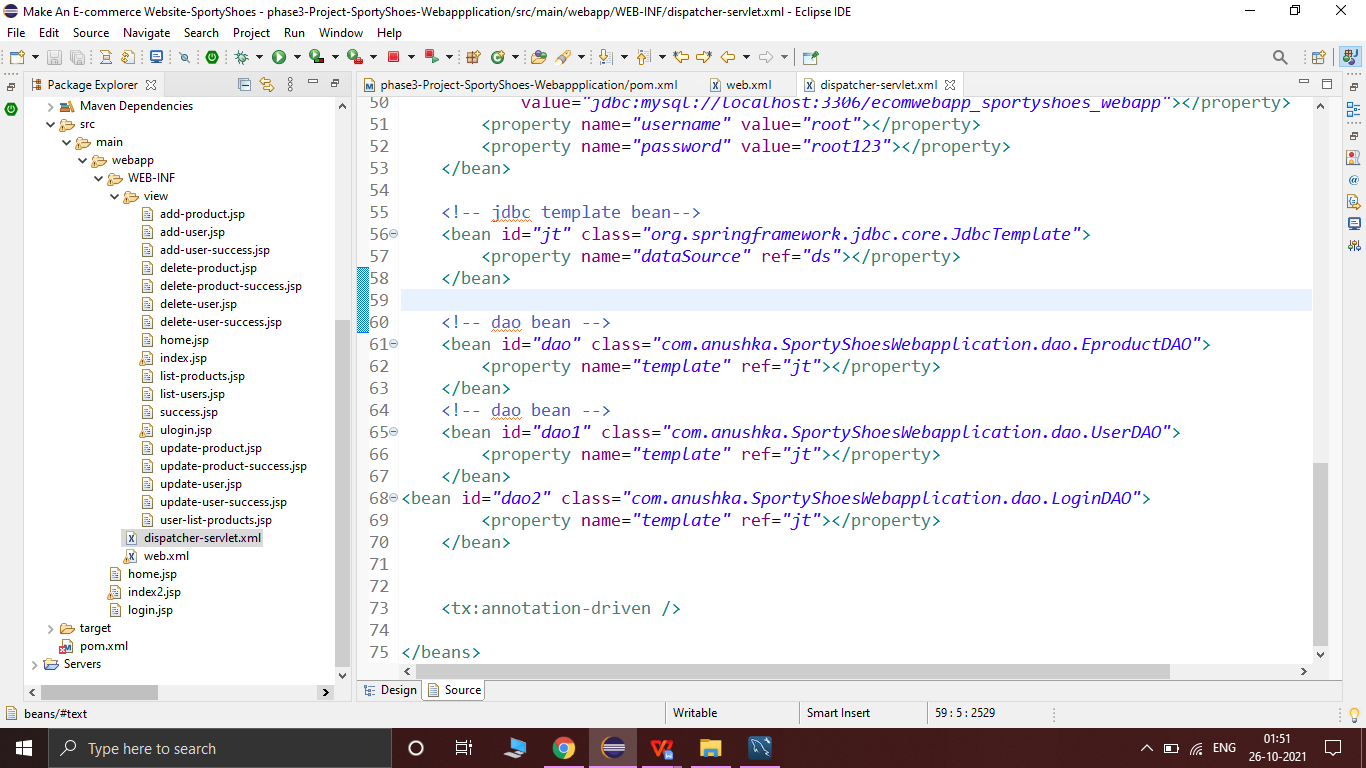 Make An E-commerce Website-SportyShoes - phase3-Project-SportyShoes-Webappplication/src/main/webapp/WEB-INF/dispatcher-servlet.xml - Eclipse IDE
File Edit Source Navigate Search Project Run Window Help
Package Explorer
phase3-Project-SportyShoes-Webappplication/pom.xml web.xml dispatcher-servlet.xml
Maven Dependencies
src
main
webapp
WEB-INF
view
add-product.jsp
add-user.jsp
add-user-success.jsp
delete-product.jsp
delete-product-success.jsp
delete-user.jsp
delete-user-success.jsp
home.jsp
index.jsp
list-products.jsp
list-users.jsp
success.jsp
ulogin.jsp
update-product.jsp
update-product-success.jsp
update-user.jsp
update-user-success.jsp
user-list-products.jsp
dispatcher-servlet.xml
web.xml
home.jsp
index2.jsp
login.jsp
target
pom.xml
Servers
50 value="jdbc:mysql://localhost:3306/ecomwebapp_sportyshoes_webapp"></property>
51 <property name="username" value="root"></property>
52 <property name="password" value="root123"></property>
53 </bean>
54
55 <!-- jdbc template bean-->
56 <bean id="jt" class="org.springframework.jdbc.core.JdbcTemplate">
57 <property name="dataSource" ref="ds"></property>
58 </bean>
59
60 <!-- dao bean -->
61 <bean id="dao" class="com.anushka.SportyShoesWebapplication.dao.EproductDAO">
62 <property name="template" ref="jt"></property>
63 </bean>
64 <!-- dao bean -->
65 <bean id="dao1" class="com.anushka.SportyShoesWebapplication.dao.UserDAO">
66 <property name="template" ref="jt"></property>
67 </bean>
68 <bean id="dao2" class="com.anushka.SportyShoesWebapplication.dao.LoginDAO">
69 <property name="template" ref="jt"></property>
70 </bean>
71
72
73 <tx:annotation-driven />
74
75 </beans>
Design Source
beans/#text Writable Smart Insert 59 : 5 : 2529
Type here to search
ENG 01:51
26-10-2021